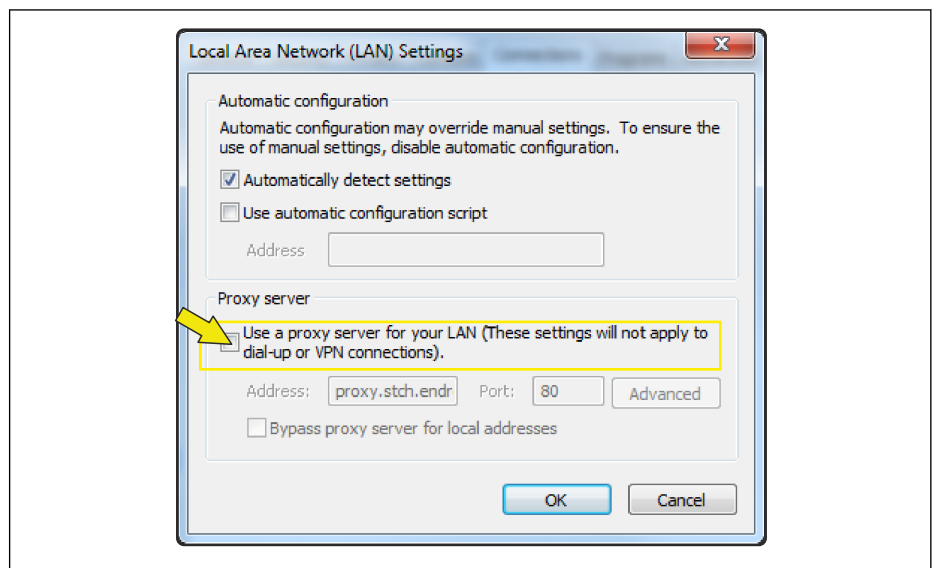 Local Area Network (LAN) Settings
Automatic configuration
Automatic configuration may override manual settings. To ensure the
use of manual settings, disable automatic configuration.
Automatically detect settings
Use automatic configuration script
Address
Proxy server
Use a proxy server for your LAN (These settings will not apply to
dial-up or VPN connections).
Address: proxy.stch.endr Port: 80 Advanced
Bypass proxy server for local addresses
OK Cancel